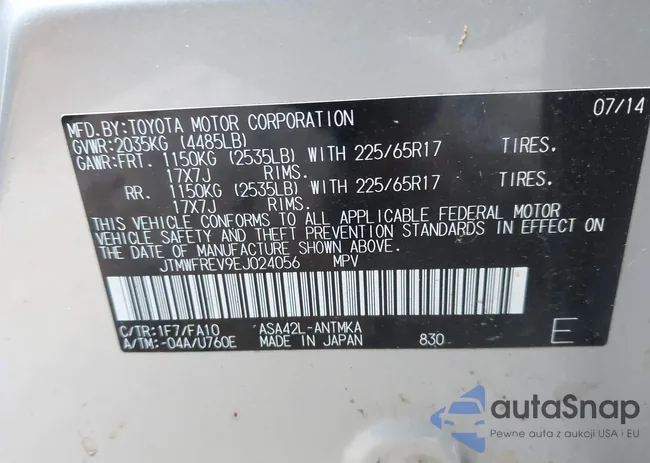 07/14
MFD.BY:TOYOTA MOTOR CORPORATION
GVWR:2035KG (4485LB)
GAWR:FRT. 1150KG (2535LB) WITH 225/65R17 TIRES,
17X7J RIMS.
RR. 1150KG (2535LB) WITH 225/65R17 TIRES,
17X7J RIMS.
THIS VEHICLE CONFORMS TO ALL APPLICABLE FEDERAL MOTOR
VEHICLE SAFETY AND THEFT PREVENTION STANDARDS IN EFFECT ON
THE DATE OF MANUFACTURE SHOWN ABOVE.
JTMWFREV9EJ024056 MPV
C/TR:1F7/FA10 ASA42L-ANTMKA
A/TM:-04A/U760E MADE IN JAPAN 830 E
autaSnap
Pewne auta z aukcji USA i EU